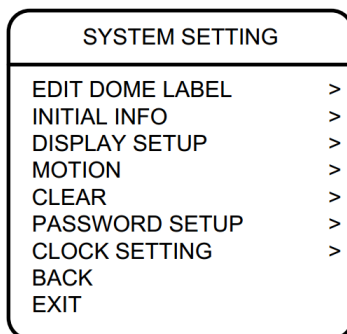 SYSTEM SETTING
EDIT DOME LABEL >
INITIAL INFO >
DISPLAY SETUP >
MOTION >
CLEAR >
PASSWORD SETUP >
CLOCK SETTING >
BACK
EXIT